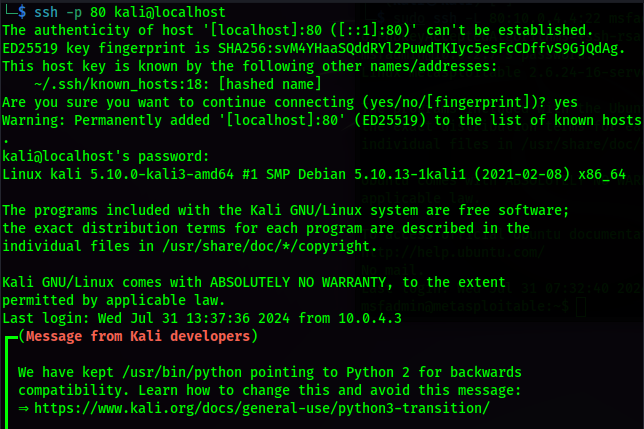 └─$ ssh -p 80 kali@localhost
The authenticity of host '[localhost]:80 ([::1]:80)' can't be established.
ED25519 key fingerprint is SHA256:svM4YHaaSQddRYl2PuwdTKIyc5esFcCDffvS9GjQdAg.
This host key is known by the following other names/addresses:
    ~/.ssh/known_hosts:18: [hashed name]
Are you sure you want to continue connecting (yes/no/[fingerprint])? yes
Warning: Permanently added '[localhost]:80' (ED25519) to the list of known hosts
.
kali@localhost's password:
Linux kali 5.10.0-kali3-amd64 #1 SMP Debian 5.10.13-1kali1 (2021-02-08) x86_64

The programs included with the Kali GNU/Linux system are free software;
the exact distribution terms for each program are described in the
individual files in /usr/share/doc/*/copyright.

Kali GNU/Linux comes with ABSOLUTELY NO WARRANTY, to the extent
permitted by applicable law.
Last login: Wed Jul 31 13:37:36 2024 from 10.0.4.3
┏━(Message from Kali developers)
┃
┃ We have kept /usr/bin/python pointing to Python 2 for backwards
┃ compatibility. Learn how to change this and avoid this message:
┃ ⇒ https://www.kali.org/docs/general-use/python3-transition/